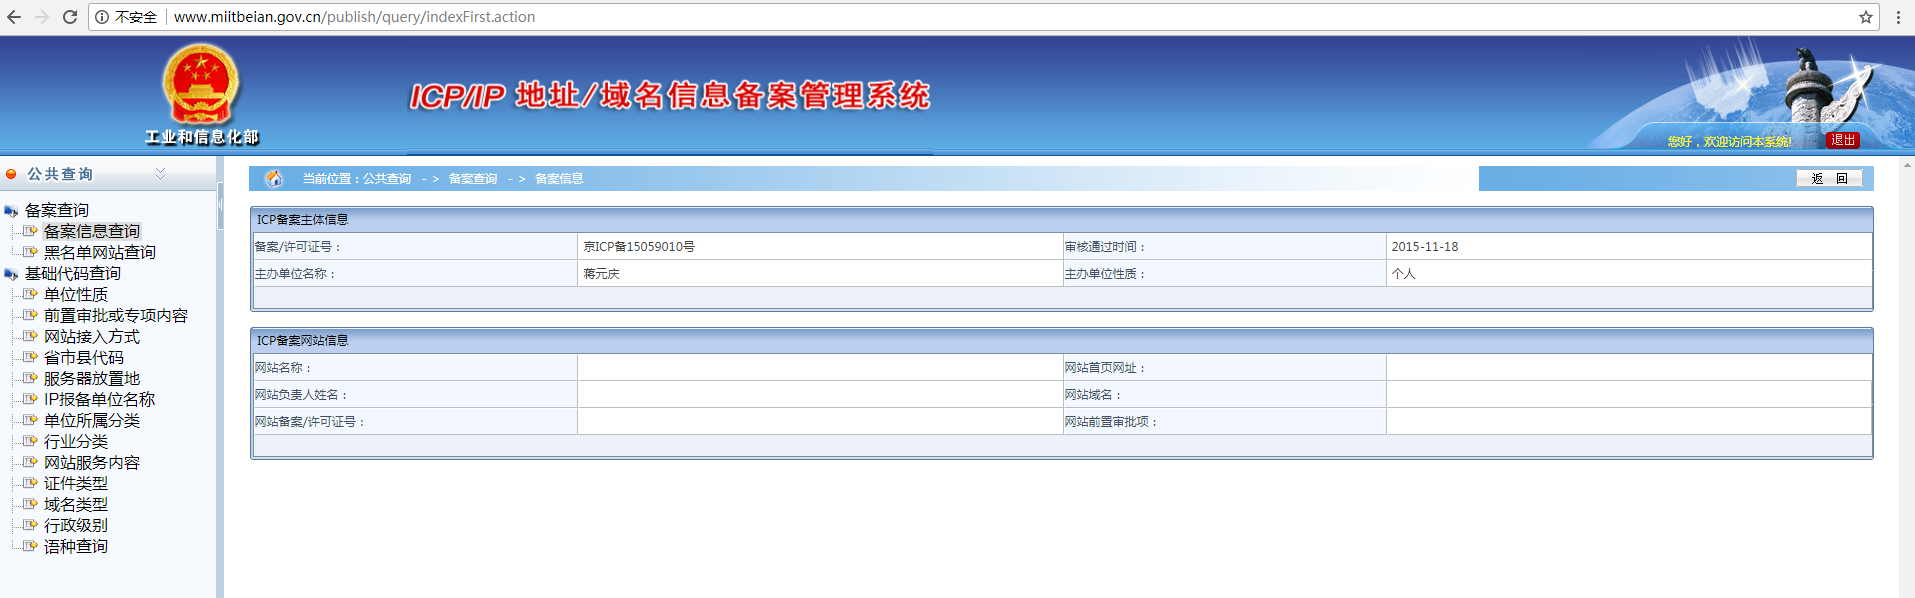 不安全 www.miitbeian.gov.cn/publish/query/indexFirst.action
ICP/IP 地址/域名信息备案管理系统
工业和信息化部
您好，欢迎访问本系统! 退出
公共查询
备案查询
备案信息查询
黑名单网站查询
基础代码查询
单位性质
前置审批或专项内容
网站接入方式
省市县代码
服务器放置地
IP报备单位名称
单位所属分类
行业分类
网站服务内容
证件类型
域名类型
行政级别
语种查询
当前位置：公共查询 -> 备案查询 -> 备案信息 返 回
ICP备案主体信息
备案/许可证号： 京ICP备15059010号 审核通过时间： 2015-11-18
主办单位名称： 蒋元庆 主办单位性质： 个人
ICP备案网站信息
网站名称： 网站首页网址：
网站负责人姓名： 网站域名：
网站备案/许可证号： 网站前置审批项：